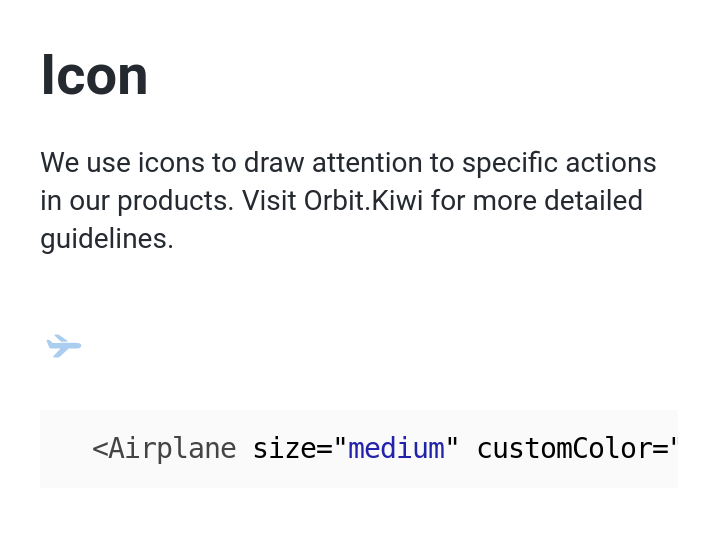 Icon
We use icons to draw attention to specific actions
in our products. Visit Orbit.Kiwi for more detailed
guidelines.
<Airplane size="medium" customColor="